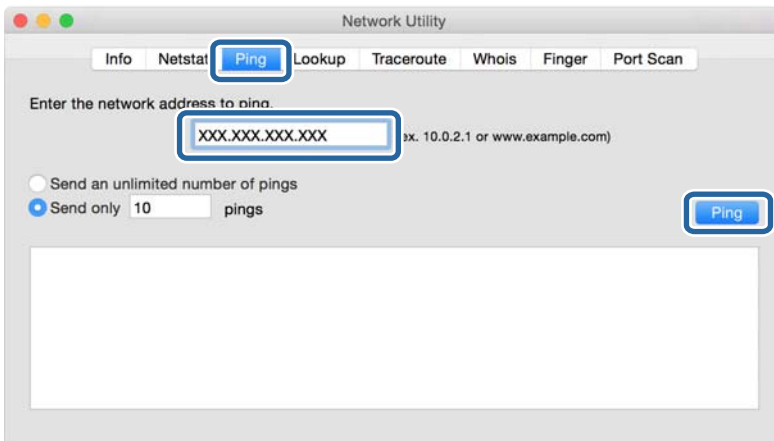 Network Utility
Info Netstat Ping Lookup Traceroute Whois Finger Port Scan
Enter the network address to ping.
XXX.XXX.XXX.XXX ex. 10.0.2.1 or www.example.com)
Send an unlimited number of pings
Send only 10 pings
Ping